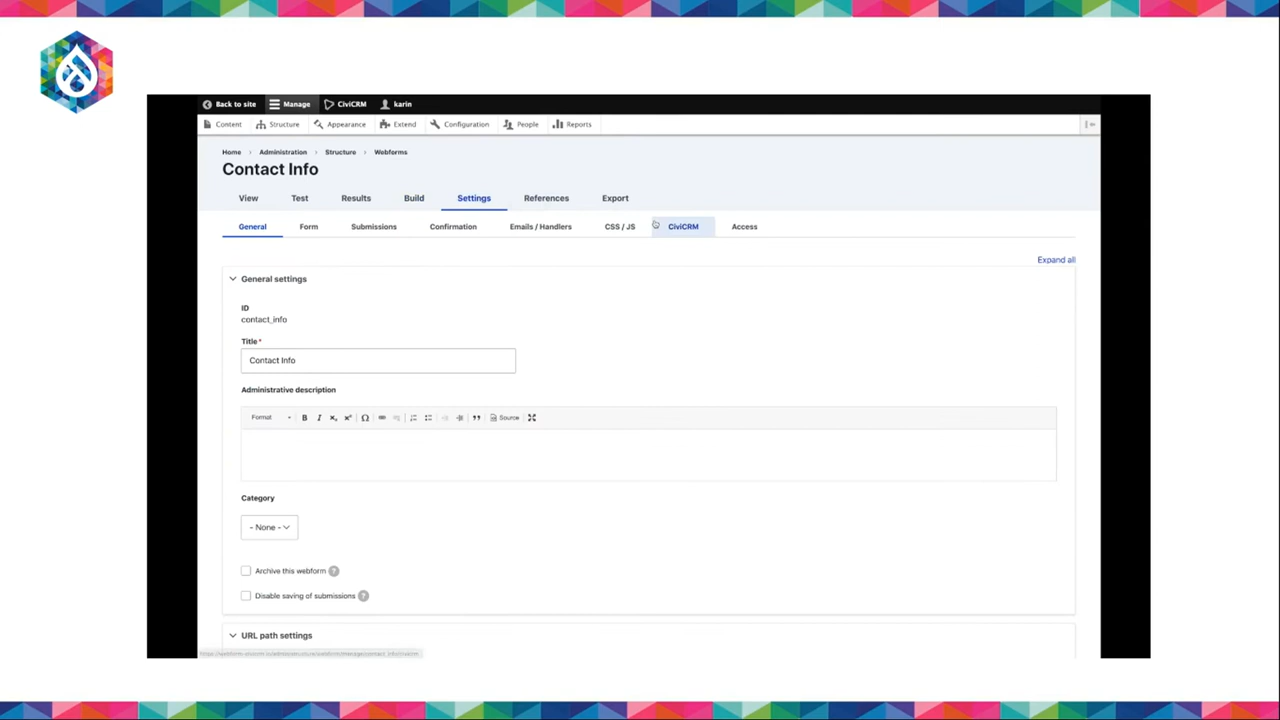 Back to site Manage CiviCRM karin
Content Structure Appearance Extend Configuration People Reports
Home › Administration › Structure › Webforms
Contact Info
View Test Results Build Settings References Export
General Form Submissions Confirmation Emails / Handlers CSS / JS CiviCRM Access
Expand all
General settings
ID
contact_info
Title*
Contact Info
Administrative description
Format B I x₂ x² Ω Source
Category
- None -
Archive this webform ?
Disable saving of submissions ?
URL path settings